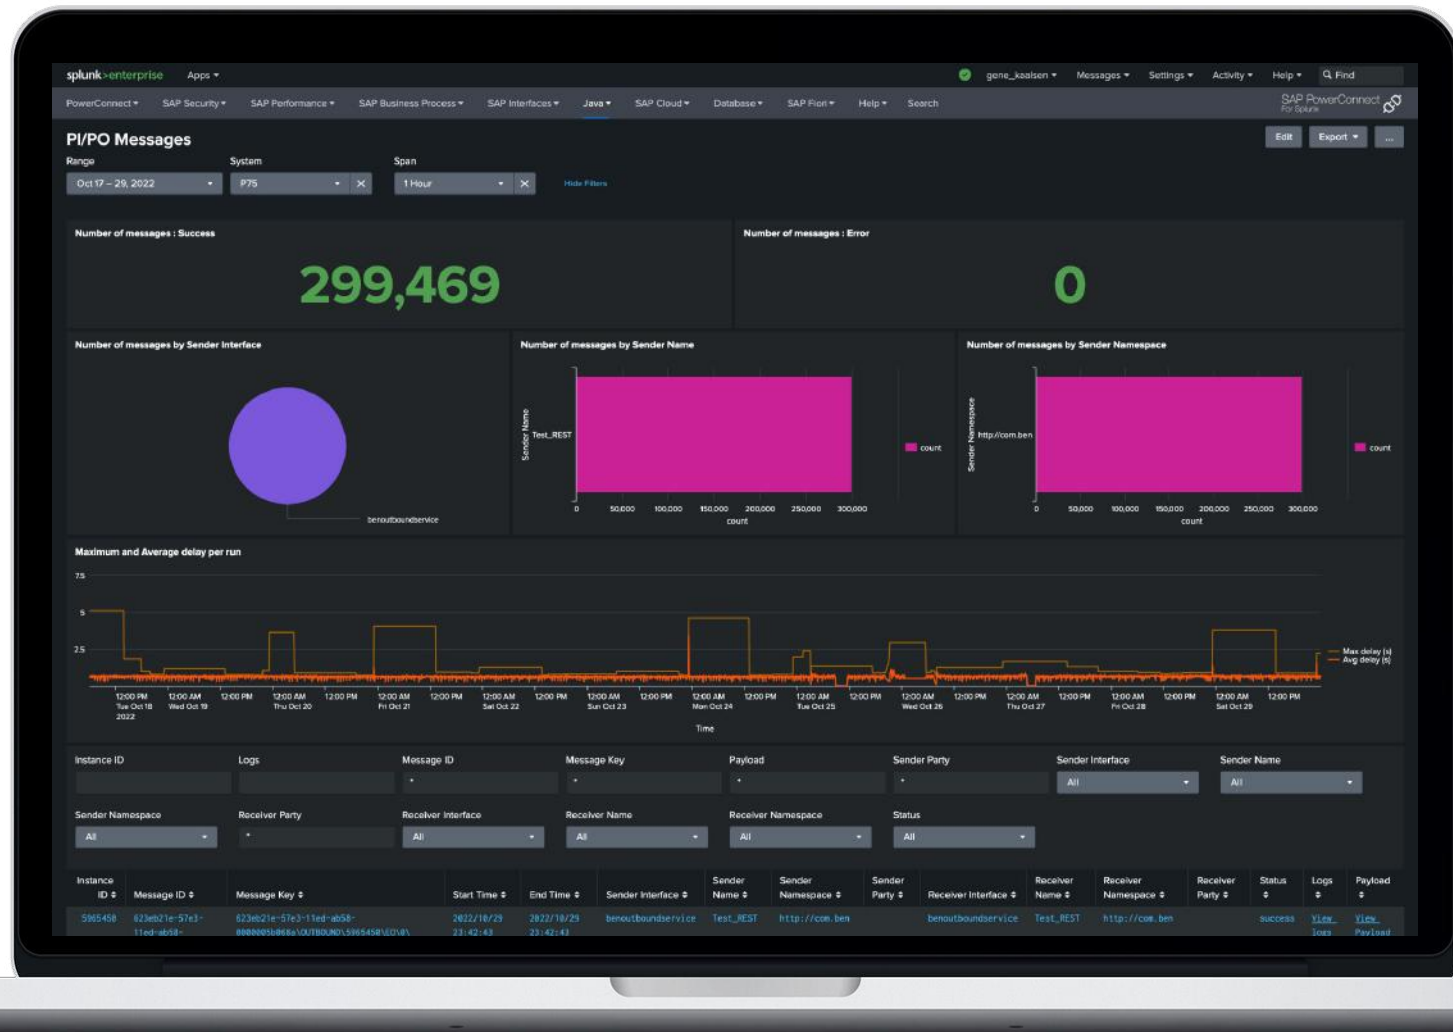 splunk>enterprise Apps gene_kaalsen Messages Settings Activity Help Find
PowerConnect SAP Security SAP Performance SAP Business Process SAP Interfaces Java SAP Cloud Database SAP Fiori Help Search SAP PowerConnect
For Splunk
PI/PO Messages Edit Export ...
Range System Span
Oct 17 – 29, 2022 P75 1 Hour Hide Filters
Number of messages : Success Number of messages : Error
299,469 0
Number of messages by Sender Interface Number of messages by Sender Name Number of messages by Sender Namespace
benoutboundservice
Sender Name
Test_REST
count
0 50,000 100,000 150,000 200,000 250,000 300,000
count
Sender Namespace
http://com.ben
count
0 50,000 100,000 150,000 200,000 250,000 300,000
count
Maximum and Average delay per run
7.5
5
2.5
Max delay (s)
Avg delay (s)
12:00 PM 12:00 AM 12:00 PM 12:00 AM 12:00 PM 12:00 AM 12:00 PM 12:00 AM 12:00 PM 12:00 AM 12:00 PM 12:00 AM 12:00 PM 12:00 AM 12:00 PM 12:00 AM 12:00 PM 12:00 AM 12:00 PM 12:00 AM 12:00 PM 12:00 AM 12:00 PM
Tue Oct 18 Wed Oct 19 Thu Oct 20 Fri Oct 21 Sat Oct 22 Sun Oct 23 Mon Oct 24 Tue Oct 25 Wed Oct 26 Thu Oct 27 Fri Oct 28 Sat Oct 29
2022
Time
Instance ID Logs Message ID Message Key Payload Sender Party Sender Interface Sender Name
* * * * All All
Sender Namespace Receiver Party Receiver Interface Receiver Name Receiver Namespace Status
All * All All All All
Instance ID Message ID Message Key Start Time End Time Sender Interface Sender Name Sender Namespace Sender Party Receiver Interface Receiver Name Receiver Namespace Receiver Party Status Logs Payload
5965450 623eb21e-57e3- 623eb21e-57e3-11ed-ab58- 2022/10/29 2022/10/29 benoutboundservice Test_REST http://com.ben benoutboundservice Test_REST http://com.ben success View View
11ed-ab58- 0000005b068a\OUTBOUND\5965450\EO\0\ 23:42:43 23:42:43 logs Payload